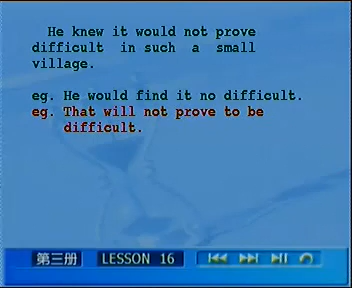 He knew it would not prove
difficult in such a small
village.
eg. He would find it no difficult.
eg. That will not prove to be
difficult.
第三册 LESSON 16